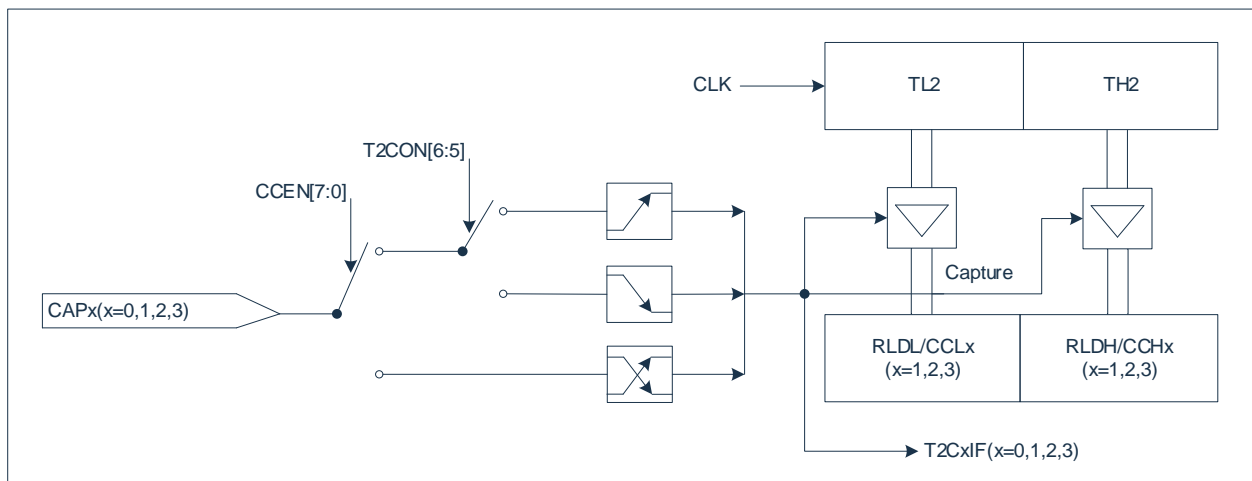 CLK
TL2
TH2
T2CON[6:5]
CCEN[7:0]
Capture
CAPx(x=0,1,2,3)
RLDL/CCLx
(x=1,2,3)
RLDH/CCHx
(x=1,2,3)
T2CxIF(x=0,1,2,3)